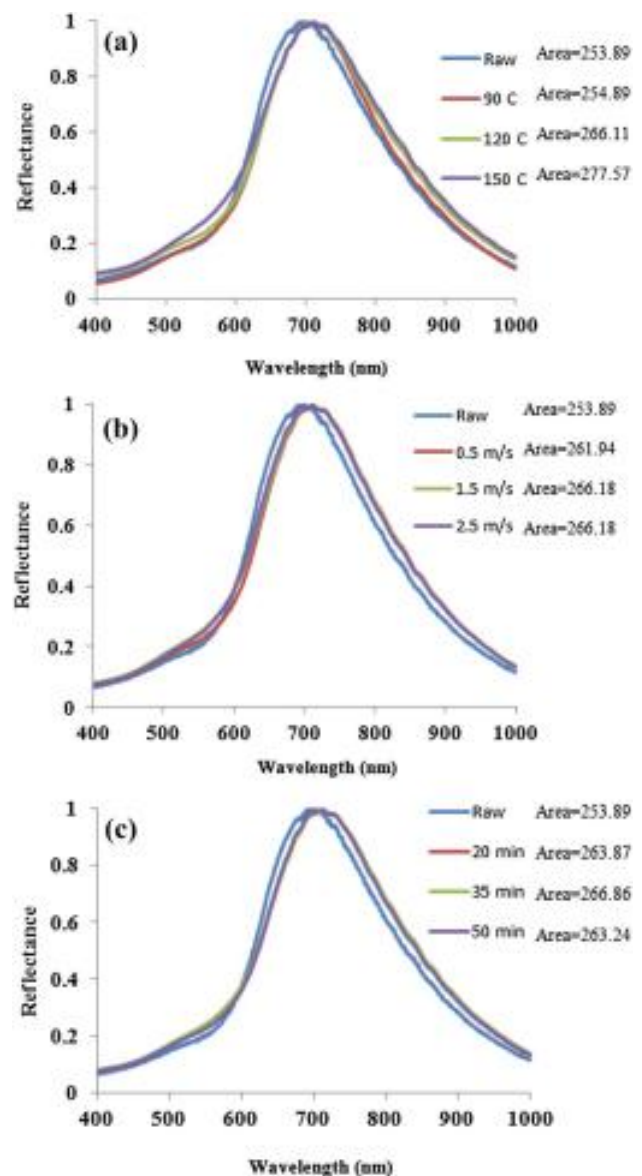 (a)
Reflectance
1
0.8
0.6
0.4
0.2
0
400 500 600 700 800 900 1000
Wavelength (nm)
Raw Area=253.89
90 C Area=254.89
120 C Area=266.11
150 C Area=277.57
(b)
Reflectance
1
0.8
0.6
0.4
0.2
0
400 500 600 700 800 900 1000
Wavelength (nm)
Raw Area=253.89
0.5 m/s Area=261.94
1.5 m/s Area=266.18
2.5 m/s Area=266.18
(c)
Reflectance
1
0.8
0.6
0.4
0.2
0
400 500 600 700 800 900 1000
Wavelength (nm)
Raw Area=253.89
20 min Area=263.87
35 min Area=266.86
50 min Area=263.24